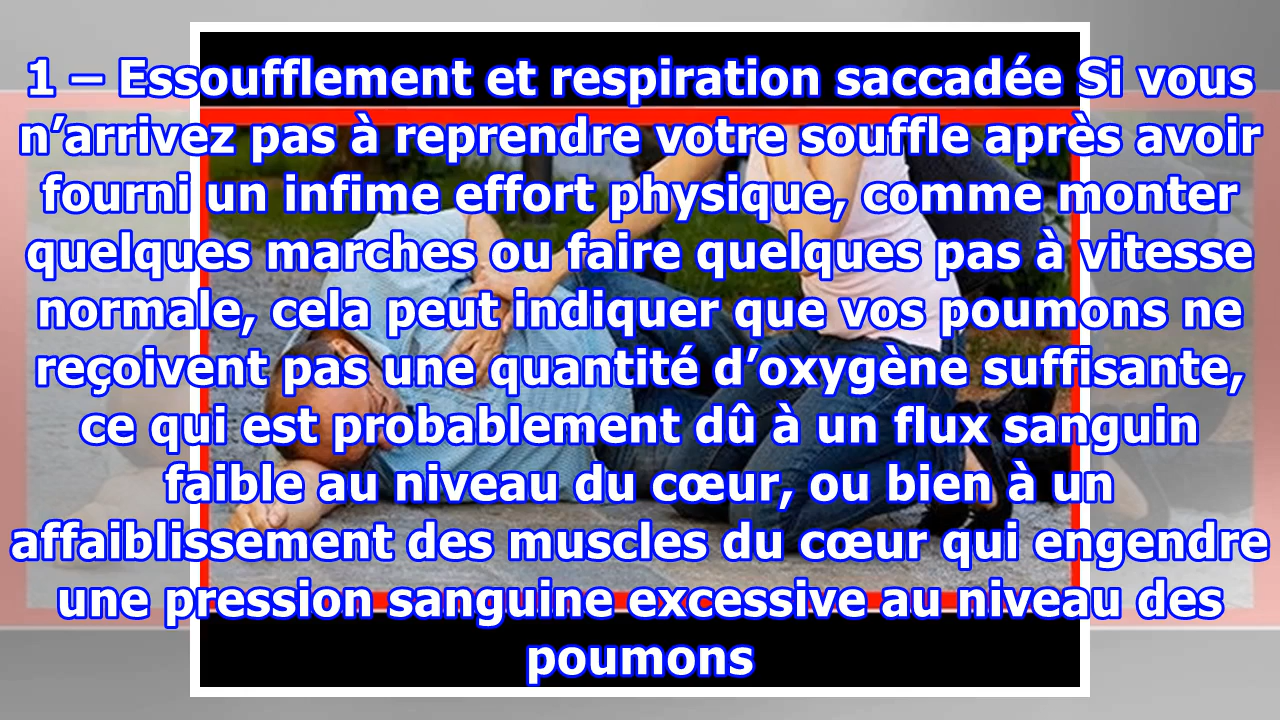 1 – Essoufflement et respiration saccadée Si vous
n’arrivez pas à reprendre votre souffle après avoir
fourni un infime effort physique, comme monter
quelques marches ou faire quelques pas à vitesse
normale, cela peut indiquer que vos poumons ne
reçoivent pas une quantité d’oxygène suffisante,
ce qui est probablement dû à un flux sanguin
faible au niveau du cœur, ou bien à un
affaiblissement des muscles du cœur qui engendre
une pression sanguine excessive au niveau des
poumons